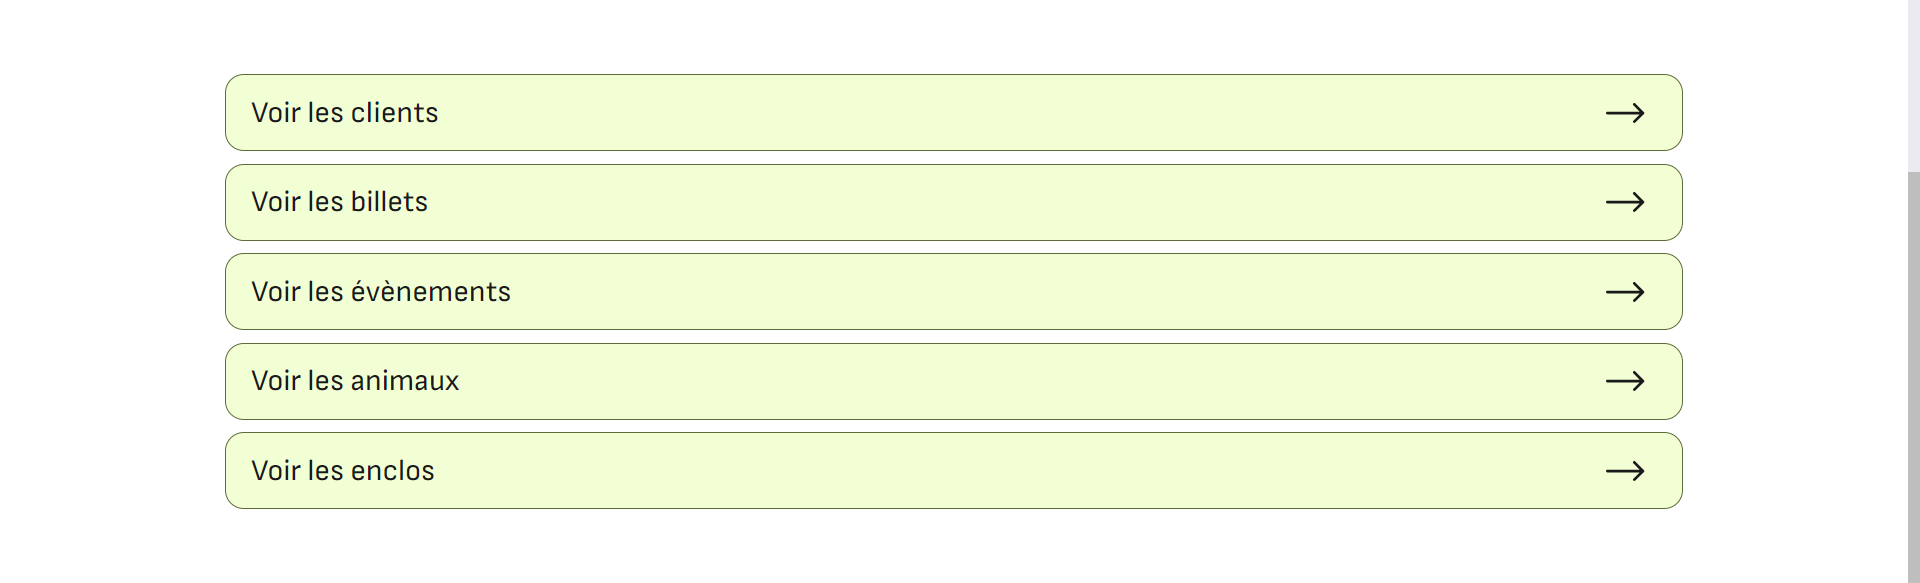 Voir les clients
Voir les billets
Voir les évènements
Voir les animaux
Voir les enclos